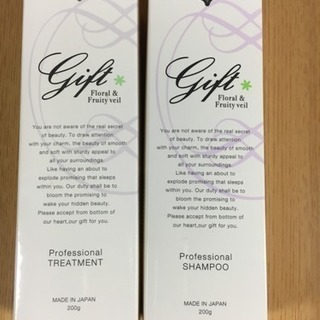 gift
Floral &
Fruity veil
You are not aware of the real secret
of beauty. To draw attention
with your charm, the beauty of smooth
and soft with sturdy appeal to
all your surroundings.
Like having an about to
explode promising that sleeps
within you. Our duty shall be to
bloom the promising to
wake your hidden beauty.
Please accept from bottom of
our heart,our gift for you.
Professional
TREATMENT
MADE IN JAPAN
200g
gift
Floral &
Fruity veil
You are not aware of the real secret
of beauty. To draw attention
with your charm, the beauty of smooth
and soft with sturdy appeal to
all your surroundings.
Like having an about to
explode promising that sleeps
within you. Our duty shall be to
bloom the promising to
wake your hidden beauty.
Please accept from bottom of
our heart,our gift for you.
Professional
SHAMPOO
MADE IN JAPAN
200g